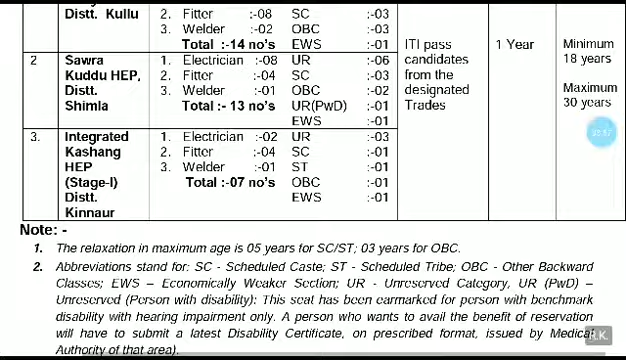 Distt. Kullu 2. Fitter :-08 SC :-03
3. Welder :-02 OBC :-03
Total :-14 no's EWS :-01 ITI pass 1 Year Minimum
2 Sawra 1. Electrician :-08 UR :-06 candidates 18 years
Kuddu HEP, 2. Fitter :-04 SC :-03 from the
Distt. 3. Welder :-01 OBC :-02 designated Maximum
Shimla Total :- 13 no's UR(PwD) :-01 Trades 30 years
EWS :-01
3. Integrated 1. Electrician :-02 UR :-03
Kashang 2. Fitter :-04 SC :-01
HEP 3. Welder :-01 ST :-01
(Stage-I) Total :-07 no's OBC :-01
Distt. EWS :-01
Kinnaur
Note: -
1. The relaxation in maximum age is 05 years for SC/ST; 03 years for OBC.
2. Abbreviations stand for: SC - Scheduled Caste; ST - Scheduled Tribe; OBC - Other Backward
Classes; EWS – Economically Weaker Section; UR - Unreserved Category, UR (PwD) –
Unreserved (Person with disability): This seat has been earmarked for person with benchmark
disability with hearing impairment only. A person who wants to avail the benefit of reservation
will have to submit a latest Disability Certificate, on prescribed format, issued by Medical
Authority of that area).